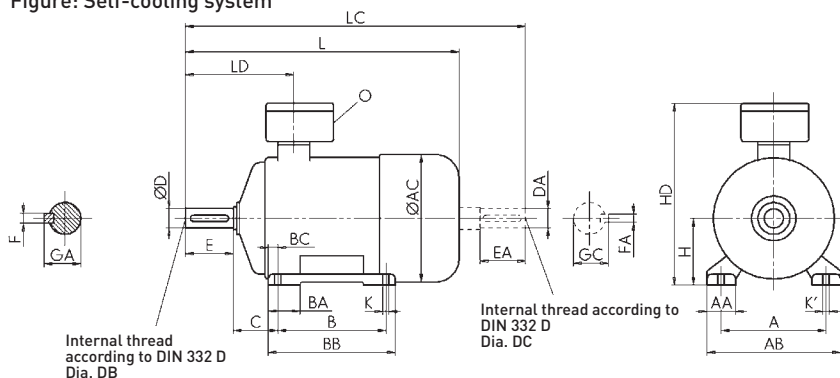 Figure: Self-cooling system
LC
L
LD
O
ØD
ØAC
DA
HD
F
GA
E
BC
EA
GC
FA
H
C
BA
B
K
BB
AA
K'
A
AB
Internal thread
according to DIN 332 D
Dia. DB
Internal thread according to
DIN 332 D
Dia. DC